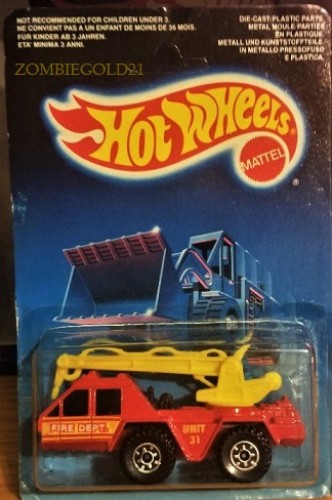 NOT RECOMMENDED FOR CHILDREN UNDER 3.
NE CONVIENT PAS A UN ENFANT DE MOINS DE 36 MOIS.
FÜR KINDER AB 3 JAHREN.
ETA' MINIMA 3 ANNI.
DIE-CAST/PLASTIC PARTS.
METAL MOULE/PARTIES
EN PLASTIQUE.
METALL UND KUNSTSTOFFTEILE.
IN METALLO PRESSOFUSO
E PLASTICA.
ZOMBIEGOLD21
HOT WHEELS
MATTEL
®
FIRE DEPT
UNIT
31